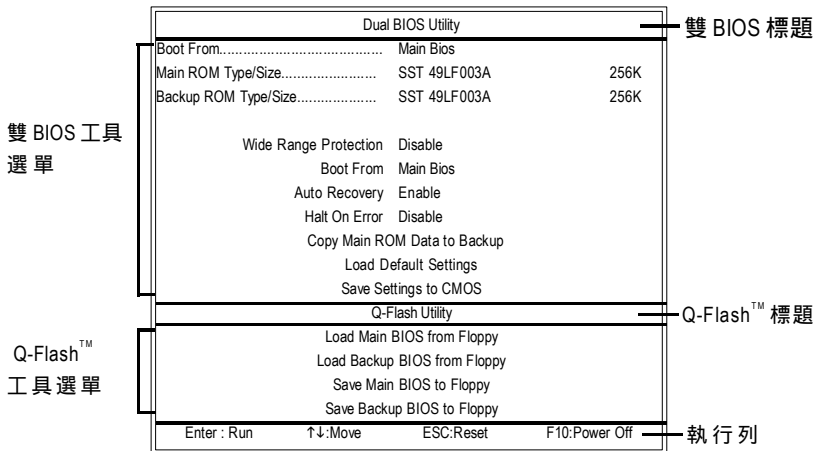 Dual BIOS Utility
雙 BIOS 標題
Boot From......................................... Main Bios
Main ROM Type/Size........................ SST 49LF003A 256K
Backup ROM Type/Size.................... SST 49LF003A 256K
雙 BIOS 工具
選單
Wide Range Protection Disable
Boot From Main Bios
Auto Recovery Enable
Halt On Error Disable
Copy Main ROM Data to Backup
Load Default Settings
Save Settings to CMOS
Q-Flash Utility
Q-Flash™ 標題
Q-Flash™
工具選單
Load Main BIOS from Floppy
Load Backup BIOS from Floppy
Save Main BIOS to Floppy
Save Backup BIOS to Floppy
Enter : Run ↑↓:Move ESC:Reset F10:Power Off
執行列